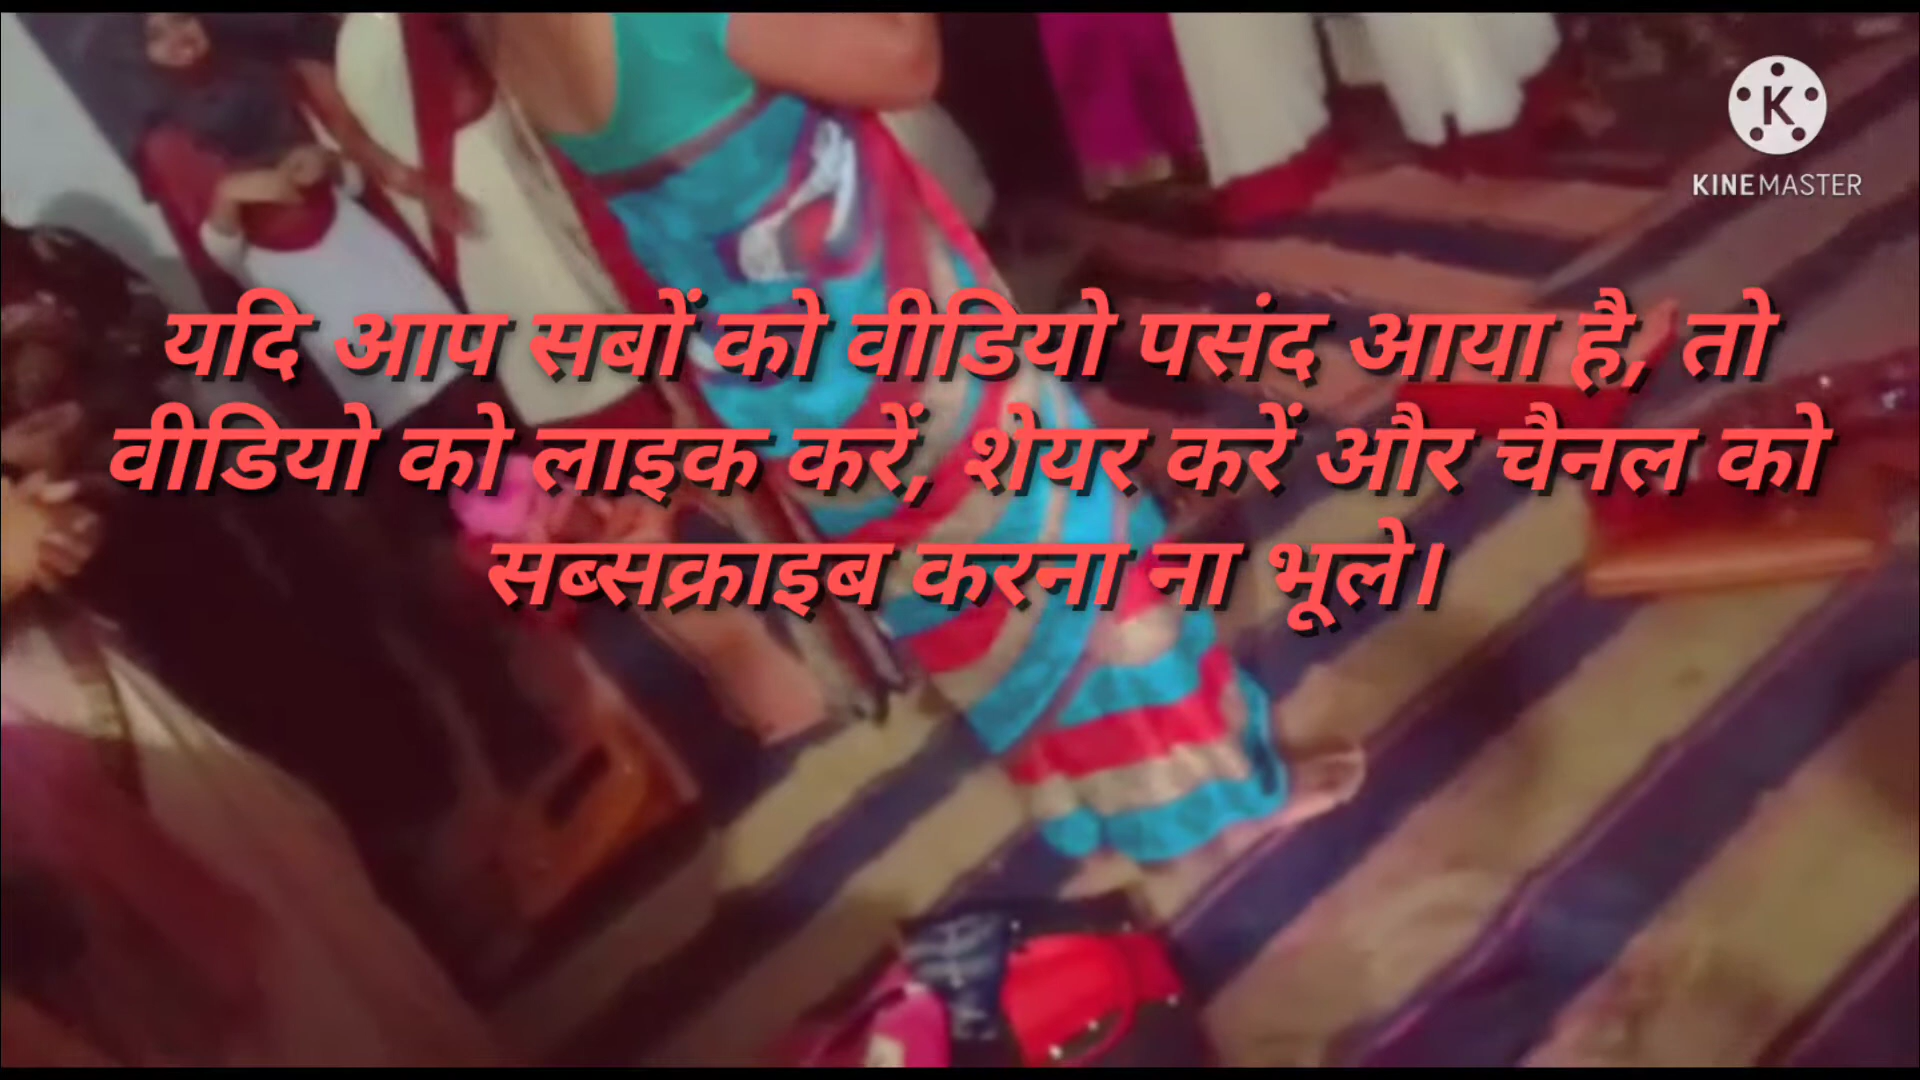 KINEMASTER
यदि आप सबों को वीडियो पसंद आया है, तो
वीडियो को लाइक करें, शेयर करें और चैनल को
सब्सक्राइब करना ना भूले।